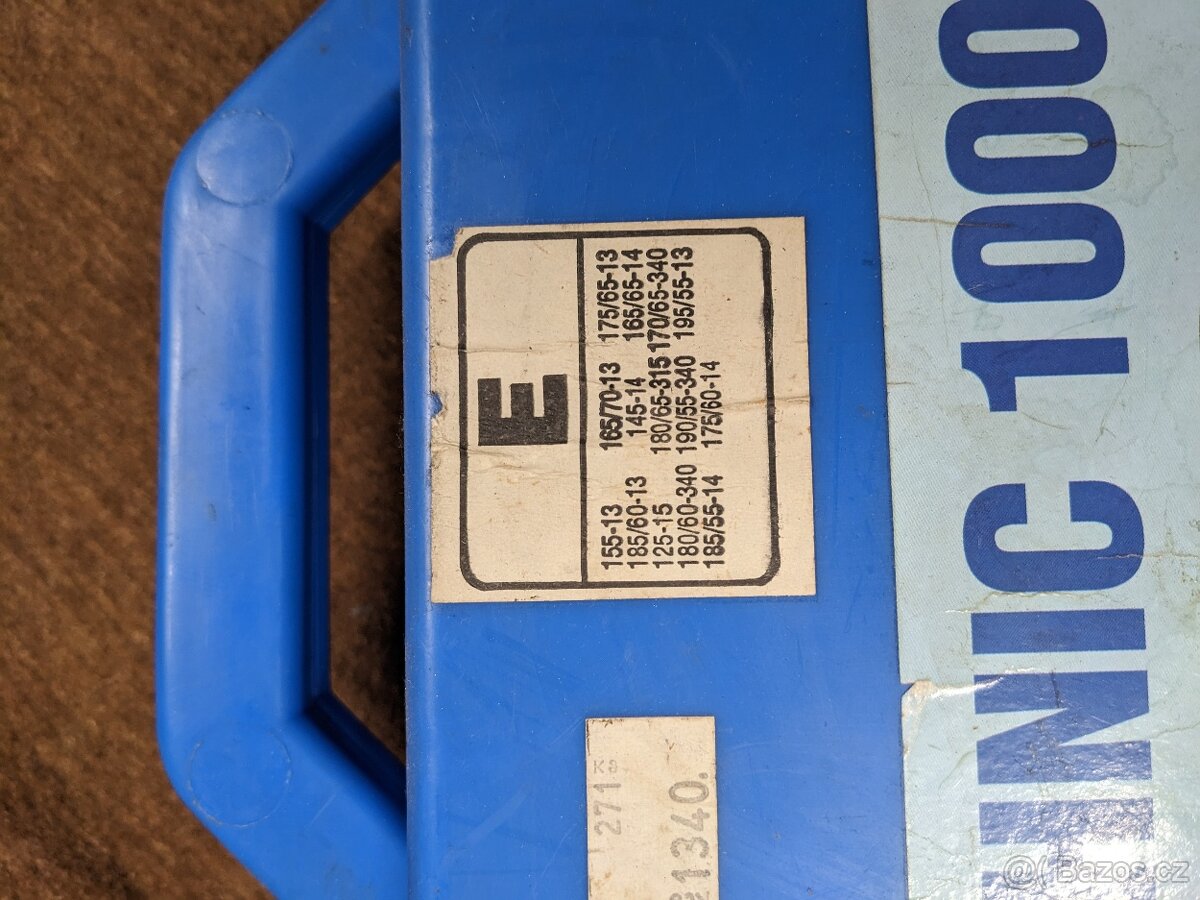 E
155-13 165/70-13 175/65-13
185/60-13 145-14 165/65-14
125-15 180/65-315 170/65-340
180/60-340 190/55-340 195/55-13
185/55-14 175/60-14
271
1340.
NIC 1000
Bazos.cz